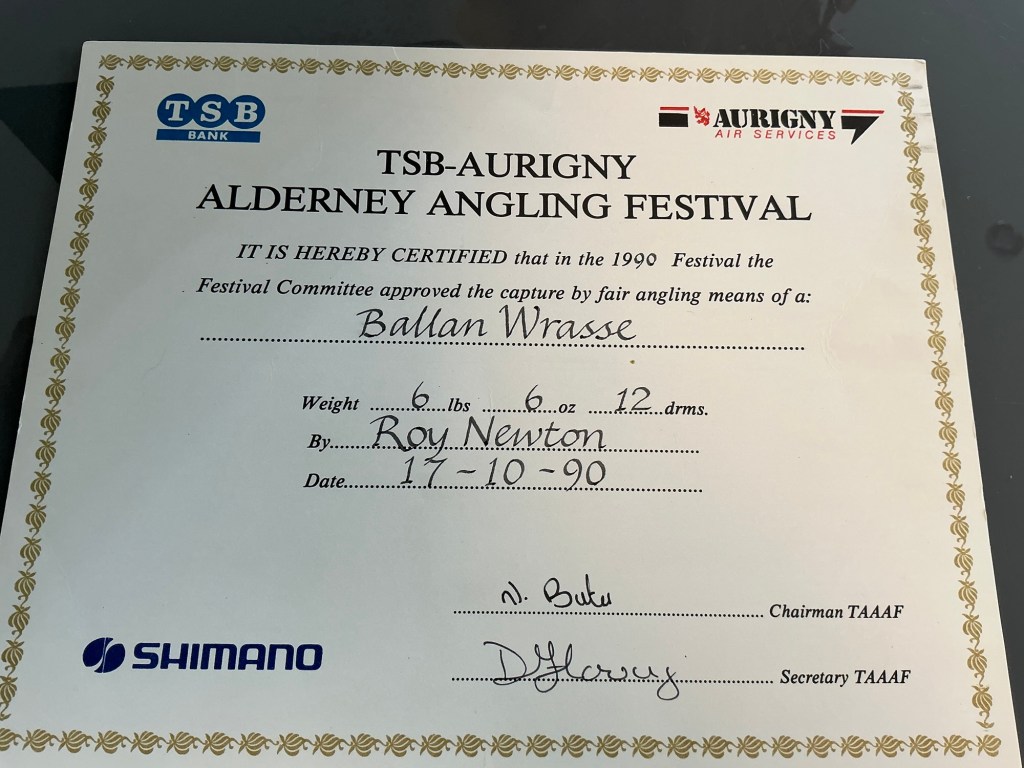 TSB
BANK
AURIGNY
AIR SERVICES
TSB-AURIGNY
ALDERNEY ANGLING FESTIVAL
IT IS HEREBY CERTIFIED that in the 1990 Festival the
Festival Committee approved the capture by fair angling means of a:
Ballan Wrasse
Weight 6 lbs 6 oz 12 drms.
By Roy Newton
Date 17-10-90
N. Chairman TAAAF
SHIMANO
Secretary TAAAF